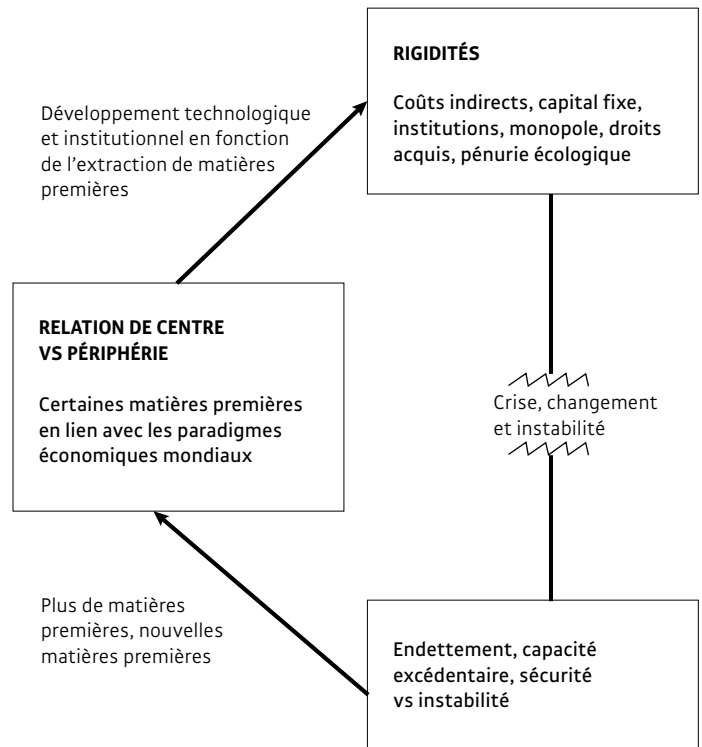 RIGIDITÉS
Coûts indirects, capital fixe,
institutions, monopole, droits
acquis, pénurie écologique
Développement technologique
et institutionnel en fonction
de l'extraction de matières
premières
RELATION DE CENTRE
VS PÉRIPHÉRIE
Certaines matières premières
en lien avec les paradigmes
économiques mondiaux
Crise, changement
et instabilité
Plus de matières
premières, nouvelles
matières premières
Endettement, capacité
excédentaire, sécurité
vs instabilité